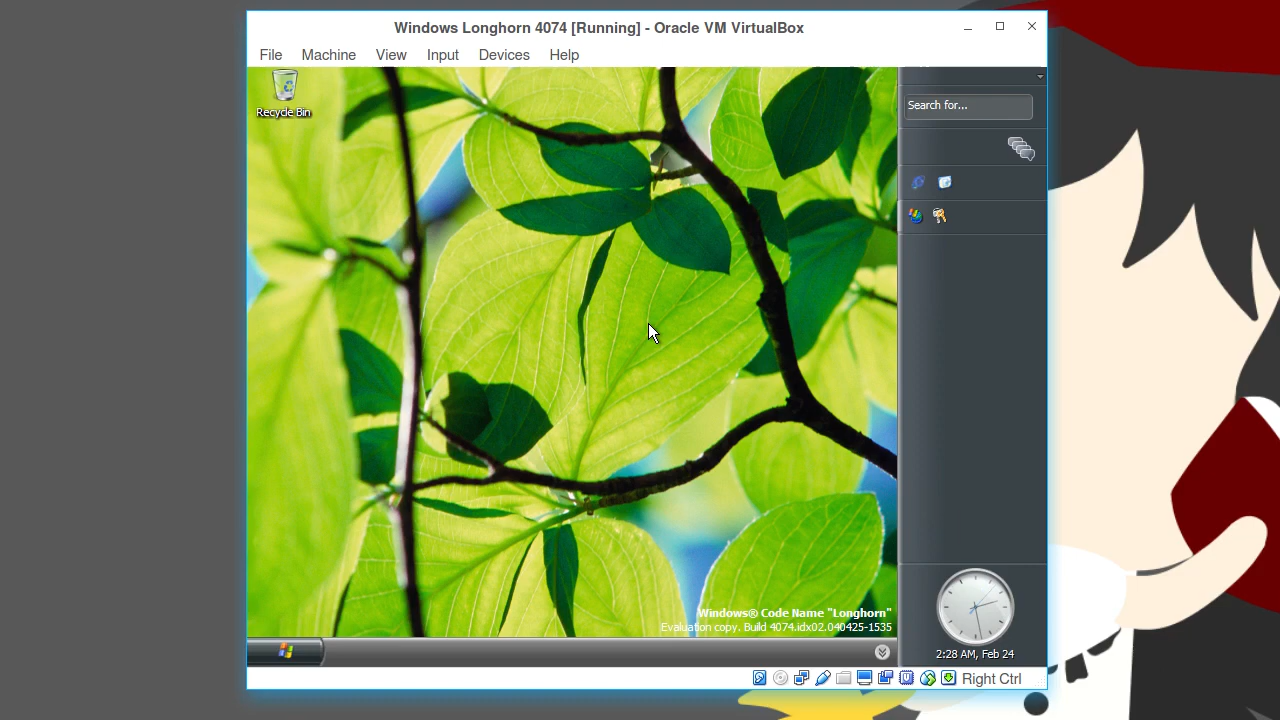 Windows Longhorn 4074 [Running] - Oracle VM VirtualBox
File Machine View Input Devices Help
Recycle Bin
Search for...
Windows® Code Name "Longhorn"
Evaluation copy. Build 4074.idx02.040425-1535
2:28 AM, Feb 24
Right Ctrl